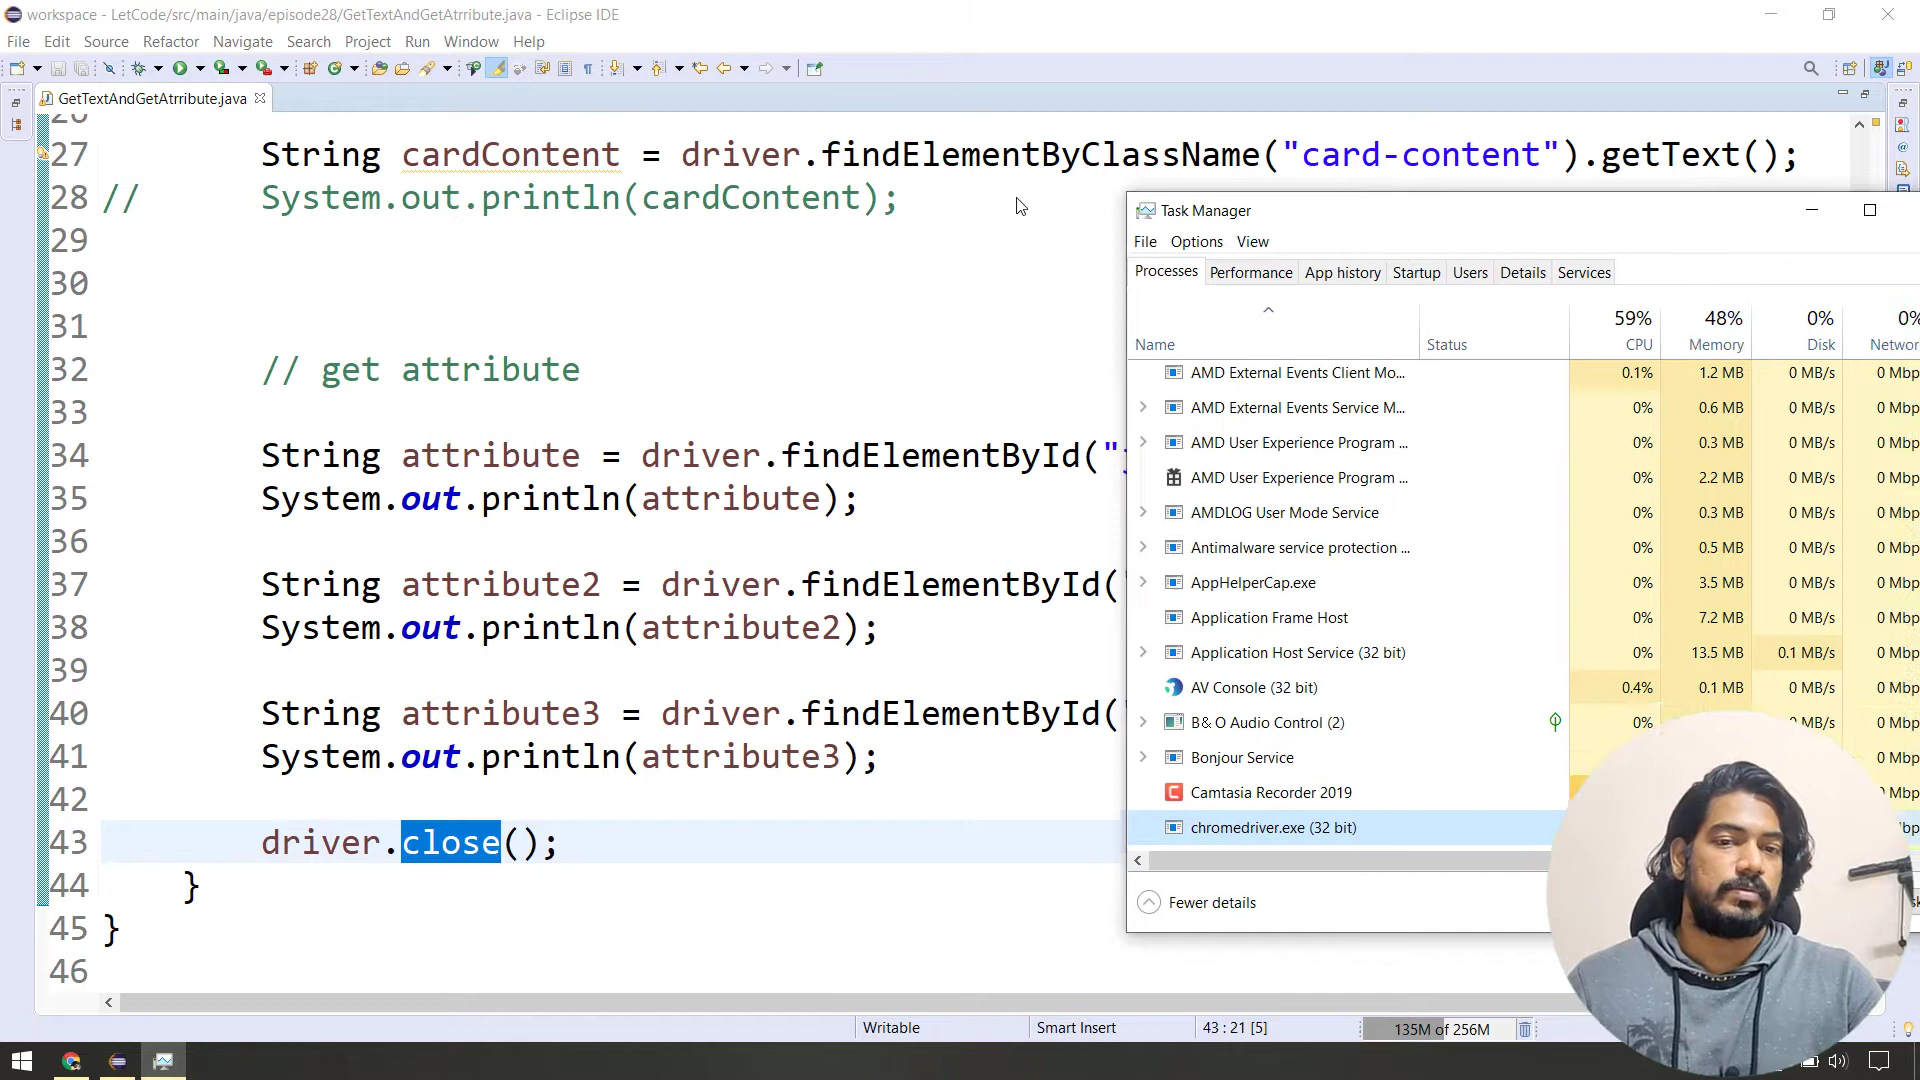 workspace - LetCode/src/main/java/episode28/GetTextAndGetAtrribute.java - Eclipse IDE
File Edit Source Refactor Navigate Search Project Run Window Help
GetTextAndGetAtrribute.java
26
27 String cardContent = driver.findElementByClassName("card-content").getText();
28 // System.out.println(cardContent);
29
30
31
32 // get attribute
33
34 String attribute = driver.findElementById("
35 System.out.println(attribute);
36
37 String attribute2 = driver.findElementById(
38 System.out.println(attribute2);
39
40 String attribute3 = driver.findElementById(
41 System.out.println(attribute3);
42
43 driver.close();
44 }
45 }
46
Writable Smart Insert 43 : 21 [5] 135M of 256M
Task Manager
File Options View
Processes Performance App history Startup Users Details Services
59% 48% 0% 0%
Name Status CPU Memory Disk Networ
AMD External Events Client Mo... 0.1% 1.2 MB 0 MB/s 0 Mbp
AMD External Events Service M... 0% 0.6 MB 0 MB/s 0 Mbp
AMD User Experience Program ... 0% 0.3 MB 0 MB/s 0 Mbp
AMD User Experience Program ... 0% 2.2 MB 0 MB/s 0 Mbp
AMDLOG User Mode Service 0% 0.3 MB 0 MB/s 0 Mbp
Antimalware service protection ... 0% 0.5 MB 0 MB/s 0 Mbp
AppHelperCap.exe 0% 3.5 MB 0 MB/s 0 Mbp
Application Frame Host 0% 7.2 MB 0 MB/s 0 Mbp
Application Host Service (32 bit) 0% 13.5 MB 0.1 MB/s 0 Mbp
AV Console (32 bit) 0.4% 0.1 MB 0 MB/s 0 Mbp
B& O Audio Control (2) 0% MB/s 0 Mbp
Bonjour Service 0 Mbp
Camtasia Recorder 2019 Mbp
chromedriver.exe (32 bit) bp
Fewer details